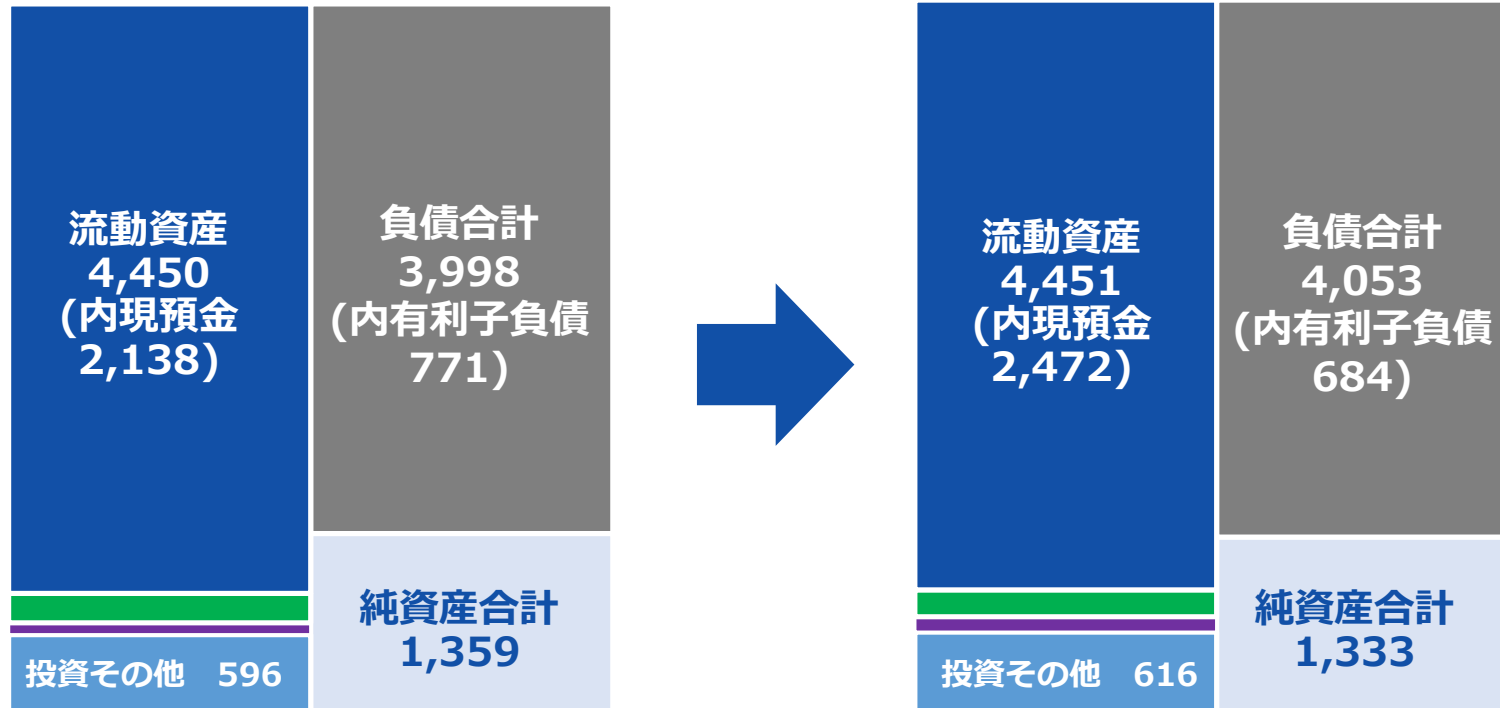 流動資産
4,450
(内現預金
2,138)
負債合計
3,998
(内有利子負債
771)
投資その他　596
純資産合計
1,359
流動資産
4,451
(内現預金
2,472)
負債合計
4,053
(内有利子負債
684)
投資その他　616
純資産合計
1,333